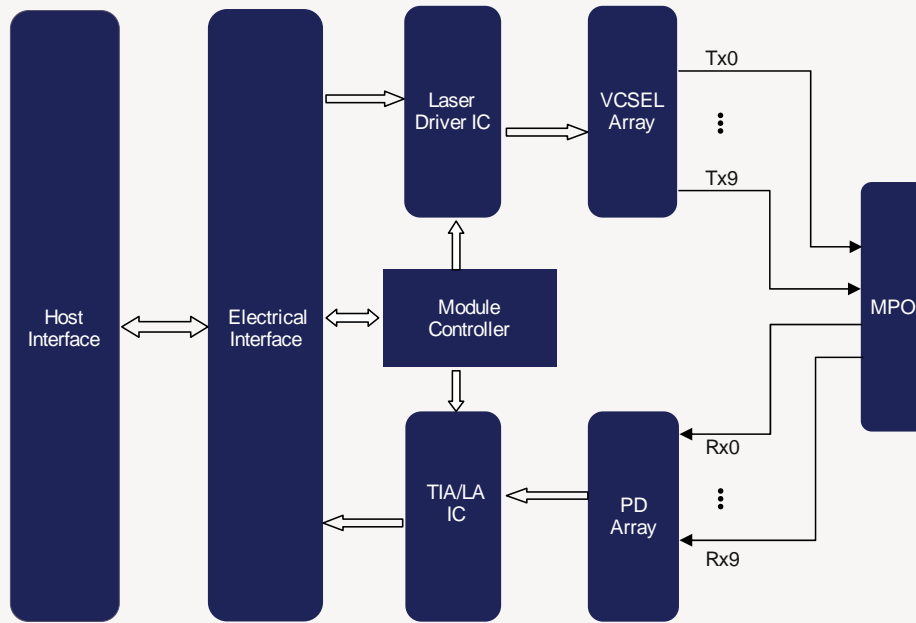 Host
Interface
Electrical
Interface
Laser
Driver IC
VCSEL
Array
Tx0
Tx9
Module
Controller
MPO
TIA/LA
IC
PD
Array
Rx0
Rx9